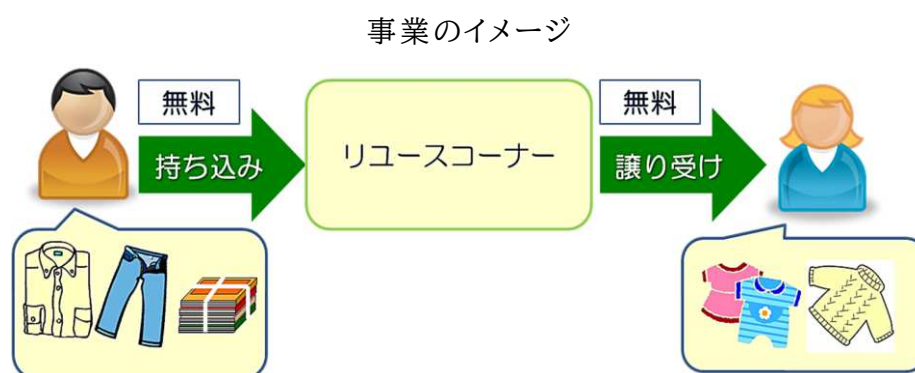 事業のイメージ
無料
持ち込み
リユースコーナー
無料
譲り受け